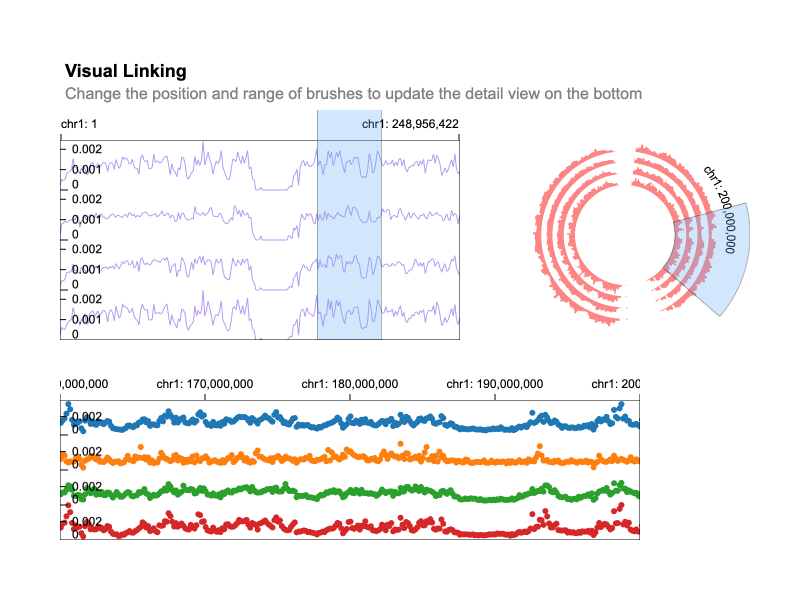 Visual Linking
Change the position and range of brushes to update the detail view on the bottom
chr1: 1
chr1: 248,956,422
0.002
0.001
0
0.002
0.001
0
0.002
0.001
0
0.002
0.001
0
chr1: 200,000,000
0,000,000
chr1: 170,000,000
chr1: 180,000,000
chr1: 190,000,000
chr1: 200
0.002
0
0.002
0
0.002
0
0.002
0